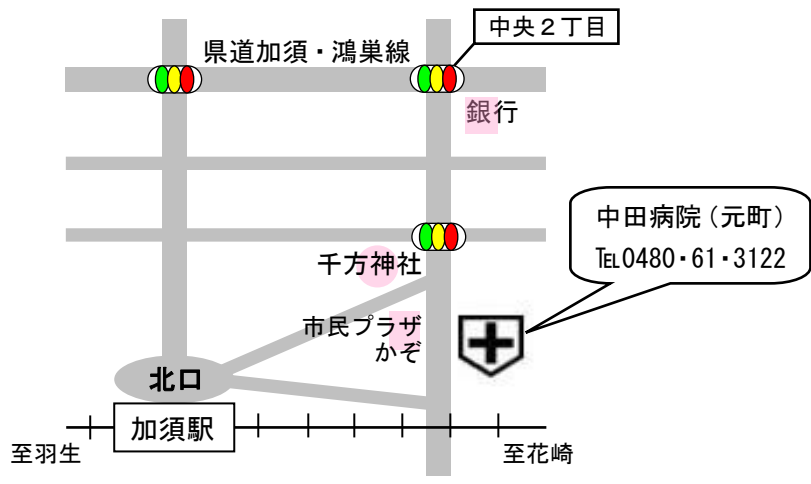 中央２丁目
県道加須・鴻巣線
銀行
中田病院（元町）
℡0480・61・3122
千方神社
市民プラザ
かぞ
北口
加須駅
至羽生
至花崎